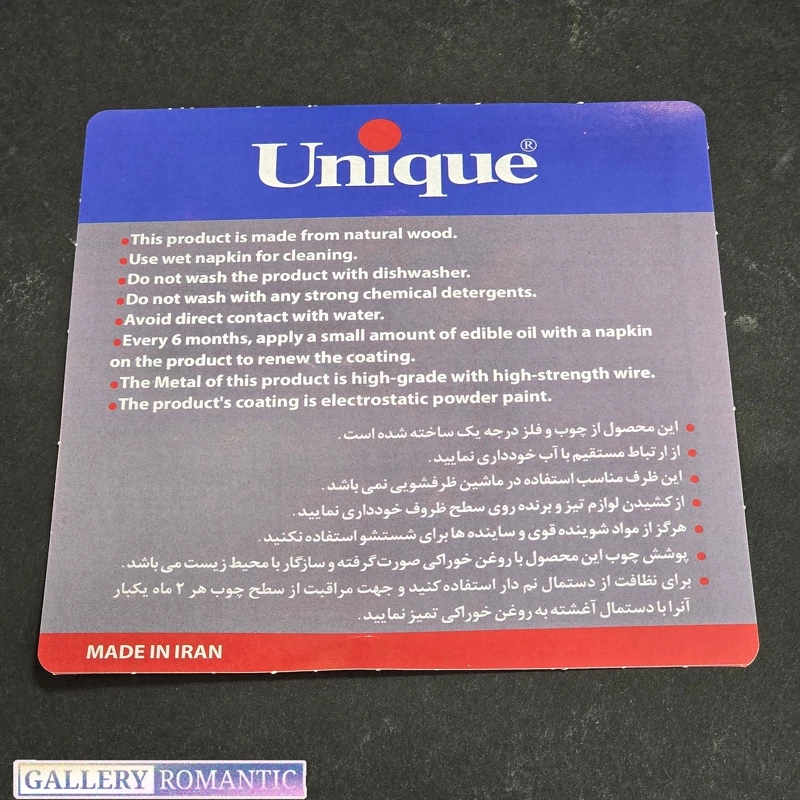 Unique®
•This product is made from natural wood.
•Use wet napkin for cleaning.
•Do not wash the product with dishwasher.
•Do not wash with any strong chemical detergents.
•Avoid direct contact with water.
•Every 6 months, apply a small amount of edible oil with a napkin
on the product to renew the coating.
•The Metal of this product is high-grade with high-strength wire.
•The product's coating is electrostatic powder paint.
• این محصول از چوب و فلز درجه یک ساخته شده است.
• از ارتباط مستقیم با آب خودداری نمایید.
• این ظرف مناسب استفاده در ماشین ظرفشویی نمی باشد.
• از کشیدن لوازم تیز و برنده روی سطح ظروف خودداری نمایید.
• هرگز از مواد شوینده قوی و ساینده ها برای شستشو استفاده نکنید.
• پوشش چوب این محصول با روغن خوراکی صورت گرفته و سازگار با محیط زیست می باشد.
• برای نظافت از دستمال نم دار استفاده کنید و جهت مراقبت از سطح چوب هر ۲ ماه یکبار
آنرا با دستمال آغشته به روغن خوراکی تمیز نمایید.
MADE IN IRAN
GALLERY ROMANTIC